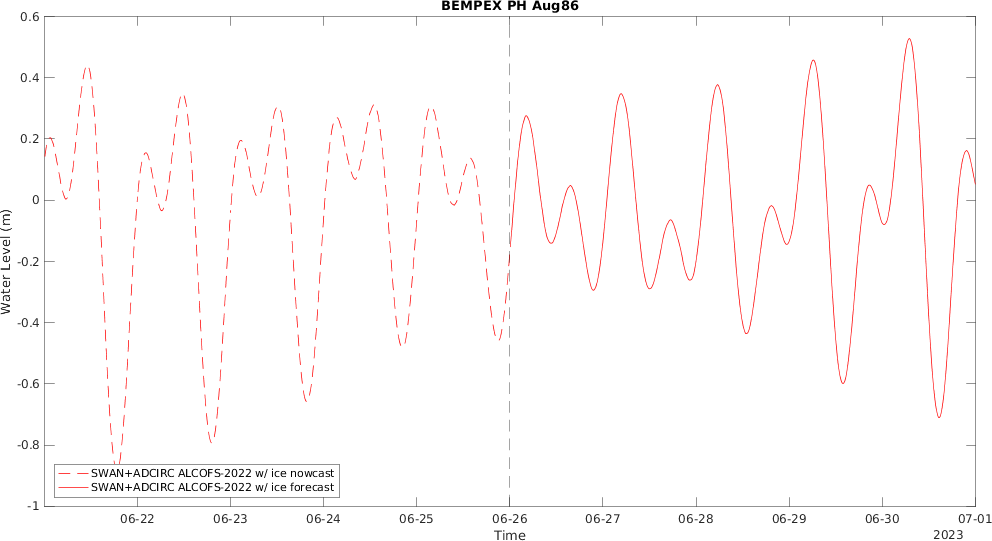 BEMPEX PH Aug86
0.6
0.4
0.2
0
-0.2
-0.4
-0.6
-0.8
-1
Water Level (m)
SWAN+ADCIRC ALCOFS-2022 w/ ice nowcast
SWAN+ADCIRC ALCOFS-2022 w/ ice forecast
06-22 06-23 06-24 06-25 06-26 06-27 06-28 06-29 06-30 07-01
Time
2023